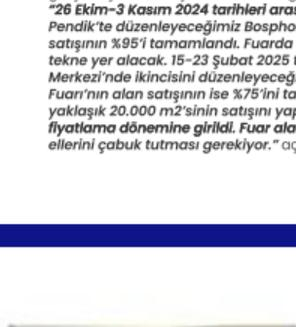 "26 Ekim-3 Kasım 2024 tarihleri aras
Pendik'te düzenleyeceğimiz Bospho
satışının %95'i tamamlandı. Fuarda
tekne yer alacak. 15-23 Şubat 2025 t
Merkezi'nde ikincisini düzenleyeceği
Fuarı'nın alan satışının ise %75'ini ta
yaklaşık 20.000 m2'sinin satışını yap
fiyatlama dönemine girildi. Fuar ala
ellerini çabuk tutması gerekiyor." aç